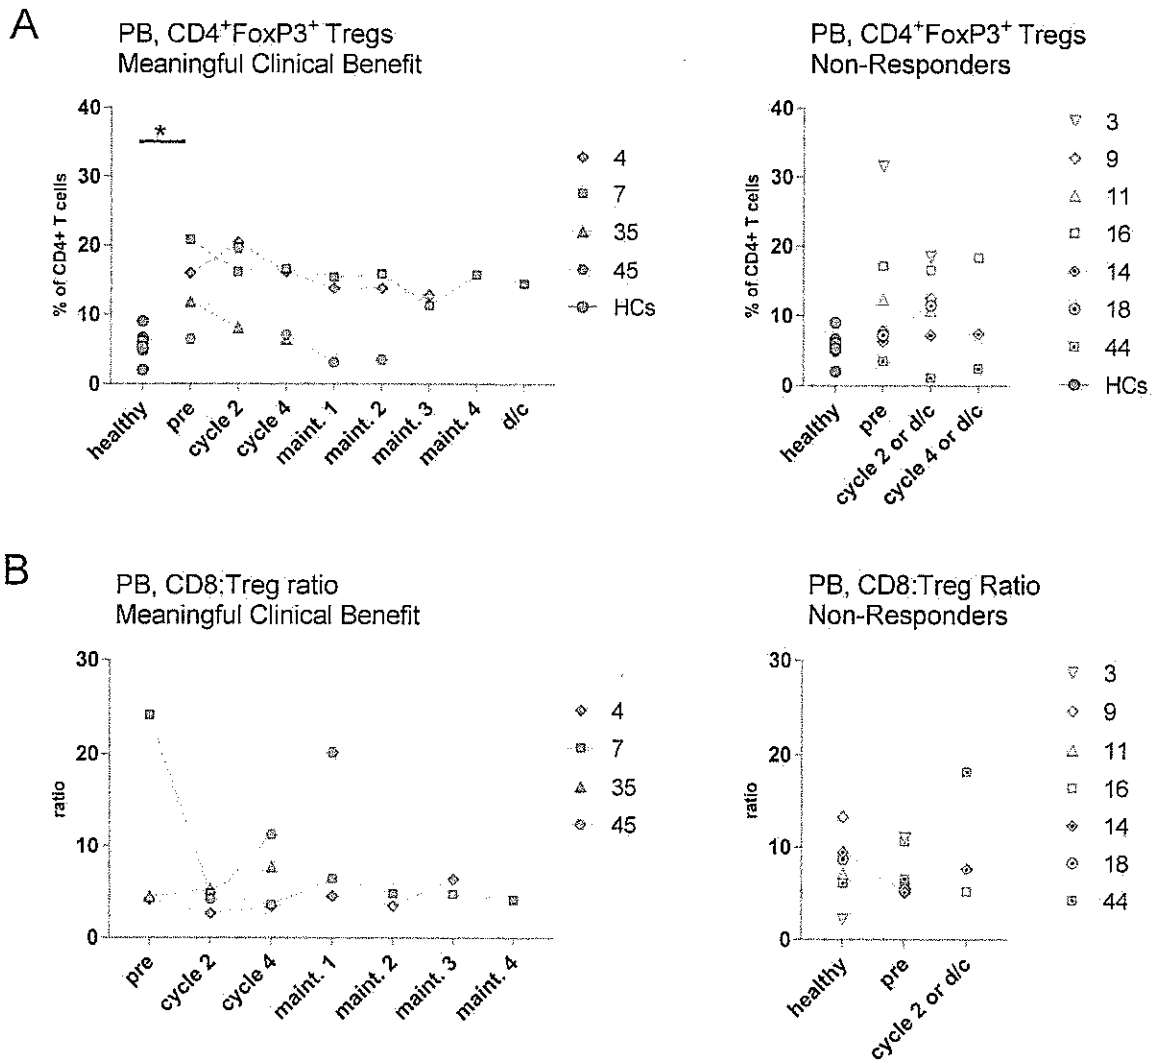 A
PB, CD4+FoxP3+ Tregs
Meaningful Clinical Benefit
% of CD4+ T cells
40
30
20
10
0
*
healthy
pre
cycle 2
cycle 4
maint. 1
maint. 2
maint. 3
maint. 4
d/c
4
7
35
45
HCs
PB, CD4+FoxP3+ Tregs
Non-Responders
% of CD4+ T cells
40
30
20
10
0
healthy
pre
cycle 2 or d/c
cycle 4 or d/c
3
9
11
16
14
18
44
HCs
B
PB, CD8:Treg ratio
Meaningful Clinical Benefit
ratio
30
20
10
0
pre
cycle 2
cycle 4
maint. 1
maint. 2
maint. 3
maint. 4
4
7
35
45
PB, CD8:Treg Ratio
Non-Responders
ratio
30
20
10
0
healthy
pre
cycle 2 or d/c
3
9
11
16
14
18
44